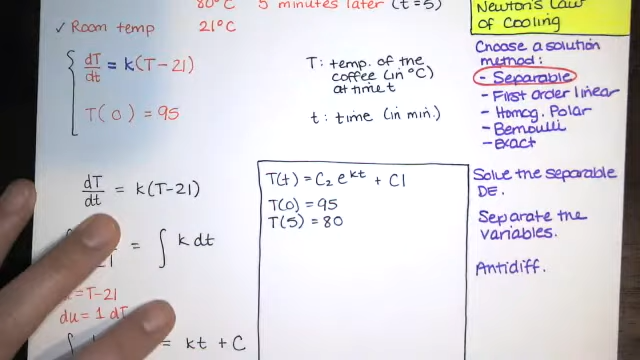 80°C 5 minutes later (t=5)
✓ Room temp 21°C
dT/dt = k(T-21)
T(0) = 95
T: temp. of the
coffee (in °C)
at time t
t: time (in min.)
Newton's Law
of Cooling
Choose a solution
method:
- Separable
- First order linear
- Homog. Polar
- Bernoulli
- Exact
dT/dt = k(T-21)
= ∫ k dt
= T-21
du = 1 dT
= kt + C
T(t) = C2 e^kt + C1
T(0) = 95
T(5) = 80
Solve the separable
DE.
Separate the
variables.
Antidiff.